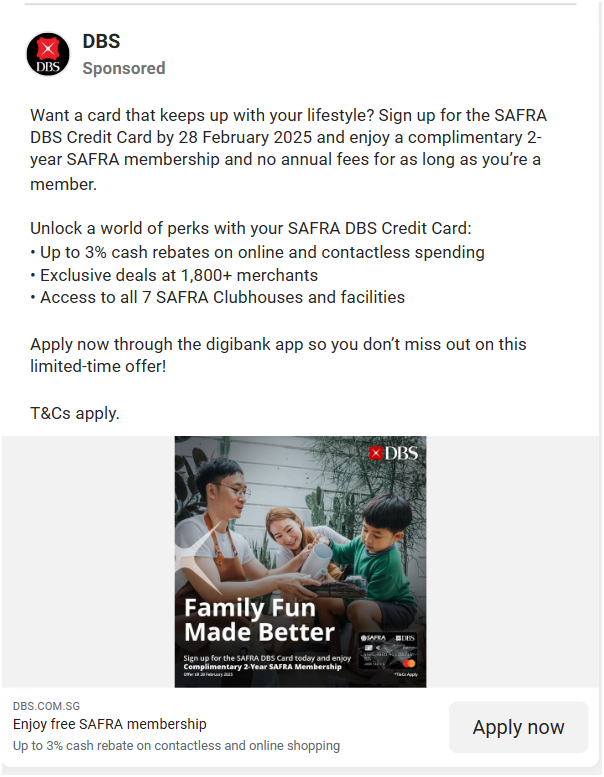 DBS
Sponsored
DBS
Want a card that keeps up with your lifestyle? Sign up for the SAFRA
DBS Credit Card by 28 February 2025 and enjoy a complimentary 2-
year SAFRA membership and no annual fees for as long as you’re a
member.
Unlock a world of perks with your SAFRA DBS Credit Card:
• Up to 3% cash rebates on online and contactless spending
• Exclusive deals at 1,800+ merchants
• Access to all 7 SAFRA Clubhouses and facilities
Apply now through the digibank app so you don’t miss out on this
limited-time offer!
T&Cs apply.
DBS
Family Fun
Made Better
Sign up for the SAFRA DBS Card today and enjoy
Complimentary 2-Year SAFRA Membership
Offer till 28 February 2025
SAFRA DBS
*T&Cs Apply
DBS.COM.SG
Enjoy free SAFRA membership
Up to 3% cash rebate on contactless and online shopping
Apply now